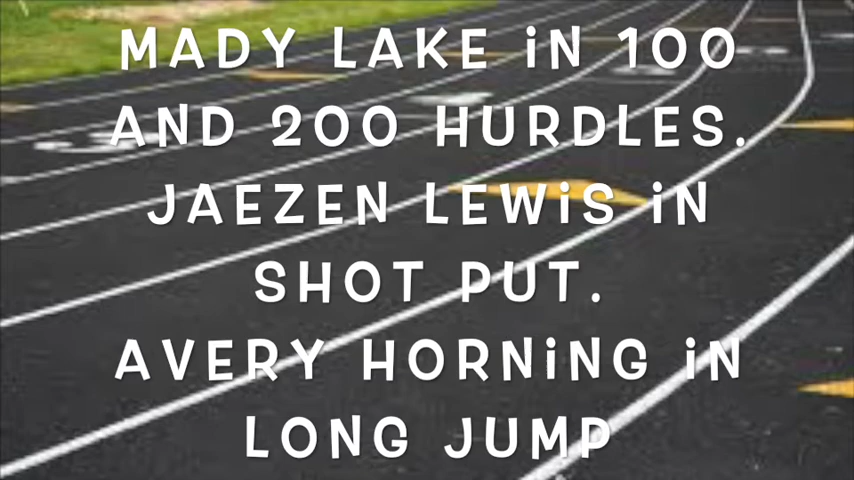 MADY LAKE iN 100
AND 200 HURDLES.
JAEZEN LEWiS iN
SHOT PUT.
AVERY HORNiNG iN
LONG JUMP